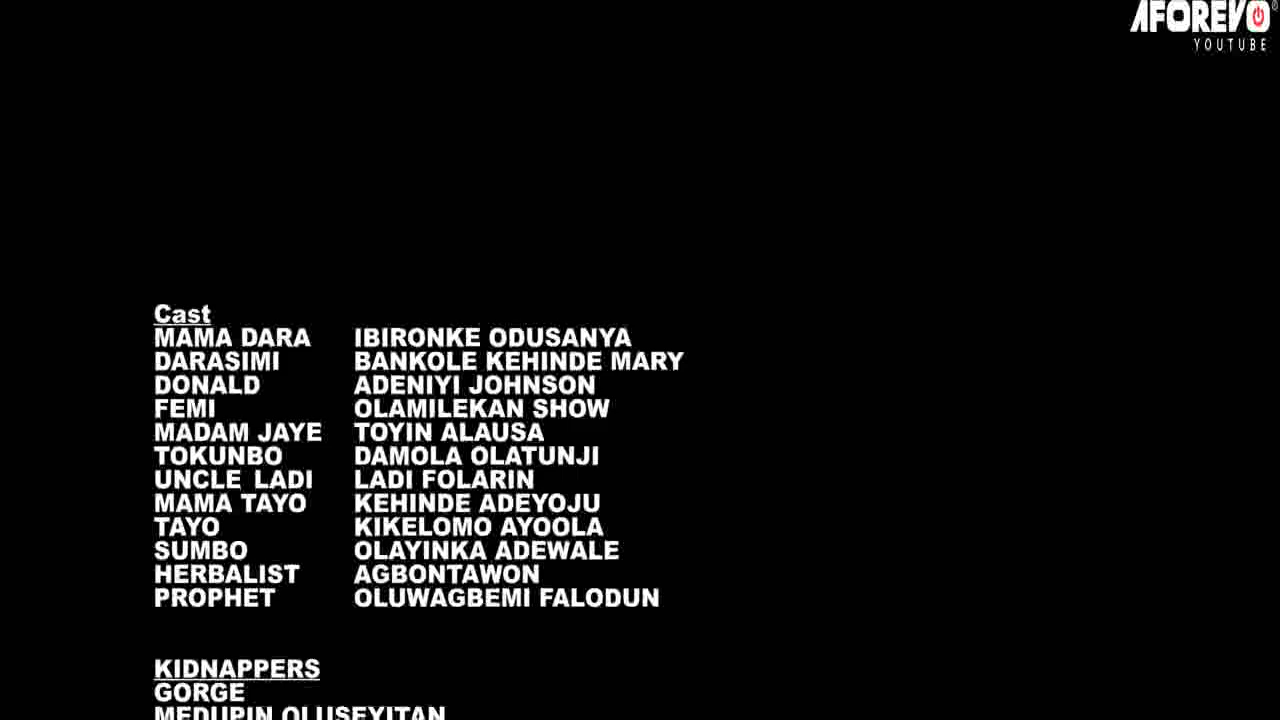 AFOREVO
YOUTUBE
Cast
MAMA DARA IBIRONKE ODUSANYA
DARASIMI BANKOLE KEHINDE MARY
DONALD ADENIYI JOHNSON
FEMI OLAMILEKAN SHOW
MADAM JAYE TOYIN ALAUSA
TOKUNBO DAMOLA OLATUNJI
UNCLE LADI LADI FOLARIN
MAMA TAYO KEHINDE ADEYOJU
TAYO KIKELOMO AYOOLA
SUMBO OLAYINKA ADEWALE
HERBALIST AGBONTAWON
PROPHET OLUWAGBEMI FALODUN
KIDNAPPERS
GORGE
MEDUPIN OLUSEYITAN